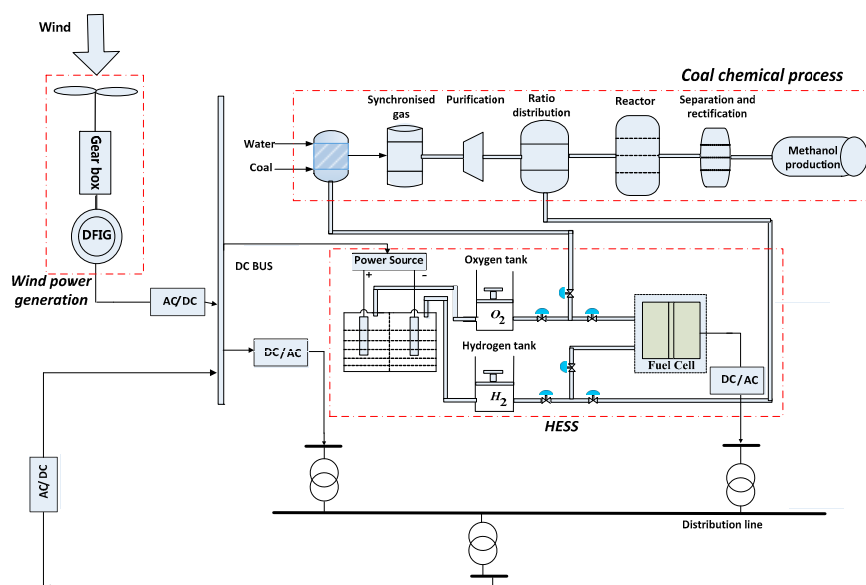 Wind
Coal chemical process
Synchronised
gas
Purification
Ratio
distribution
Reactor
Separation and
rectification
Water
Coal
Methanol
production
Gear box
DFIG
Wind power
generation
AC/DC
DC BUS
Power Source
+
–
Oxygen tank
O2
Hydrogen tank
H2
Fuel Cell
DC/AC
DC/AC
HESS
AC/DC
Distribution line